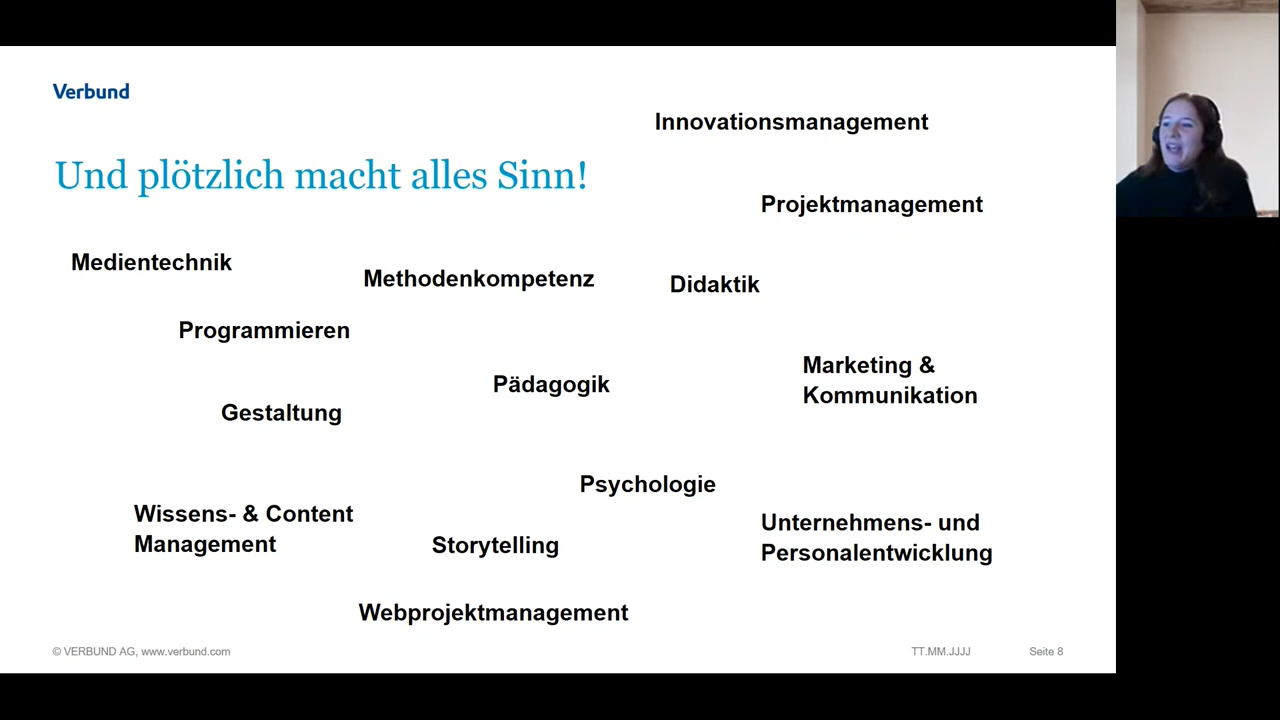 Verbund
Innovationsmanagement
Und plötzlich macht alles Sinn!
Projektmanagement
Medientechnik
Methodenkompetenz
Didaktik
Programmieren
Marketing &
Kommunikation
Pädagogik
Gestaltung
Psychologie
Wissens- & Content
Management
Unternehmens- und
Personalentwicklung
Storytelling
Webprojektmanagement
© VERBUND AG, www.verbund.com
TT.MM.JJJJ
Seite 8